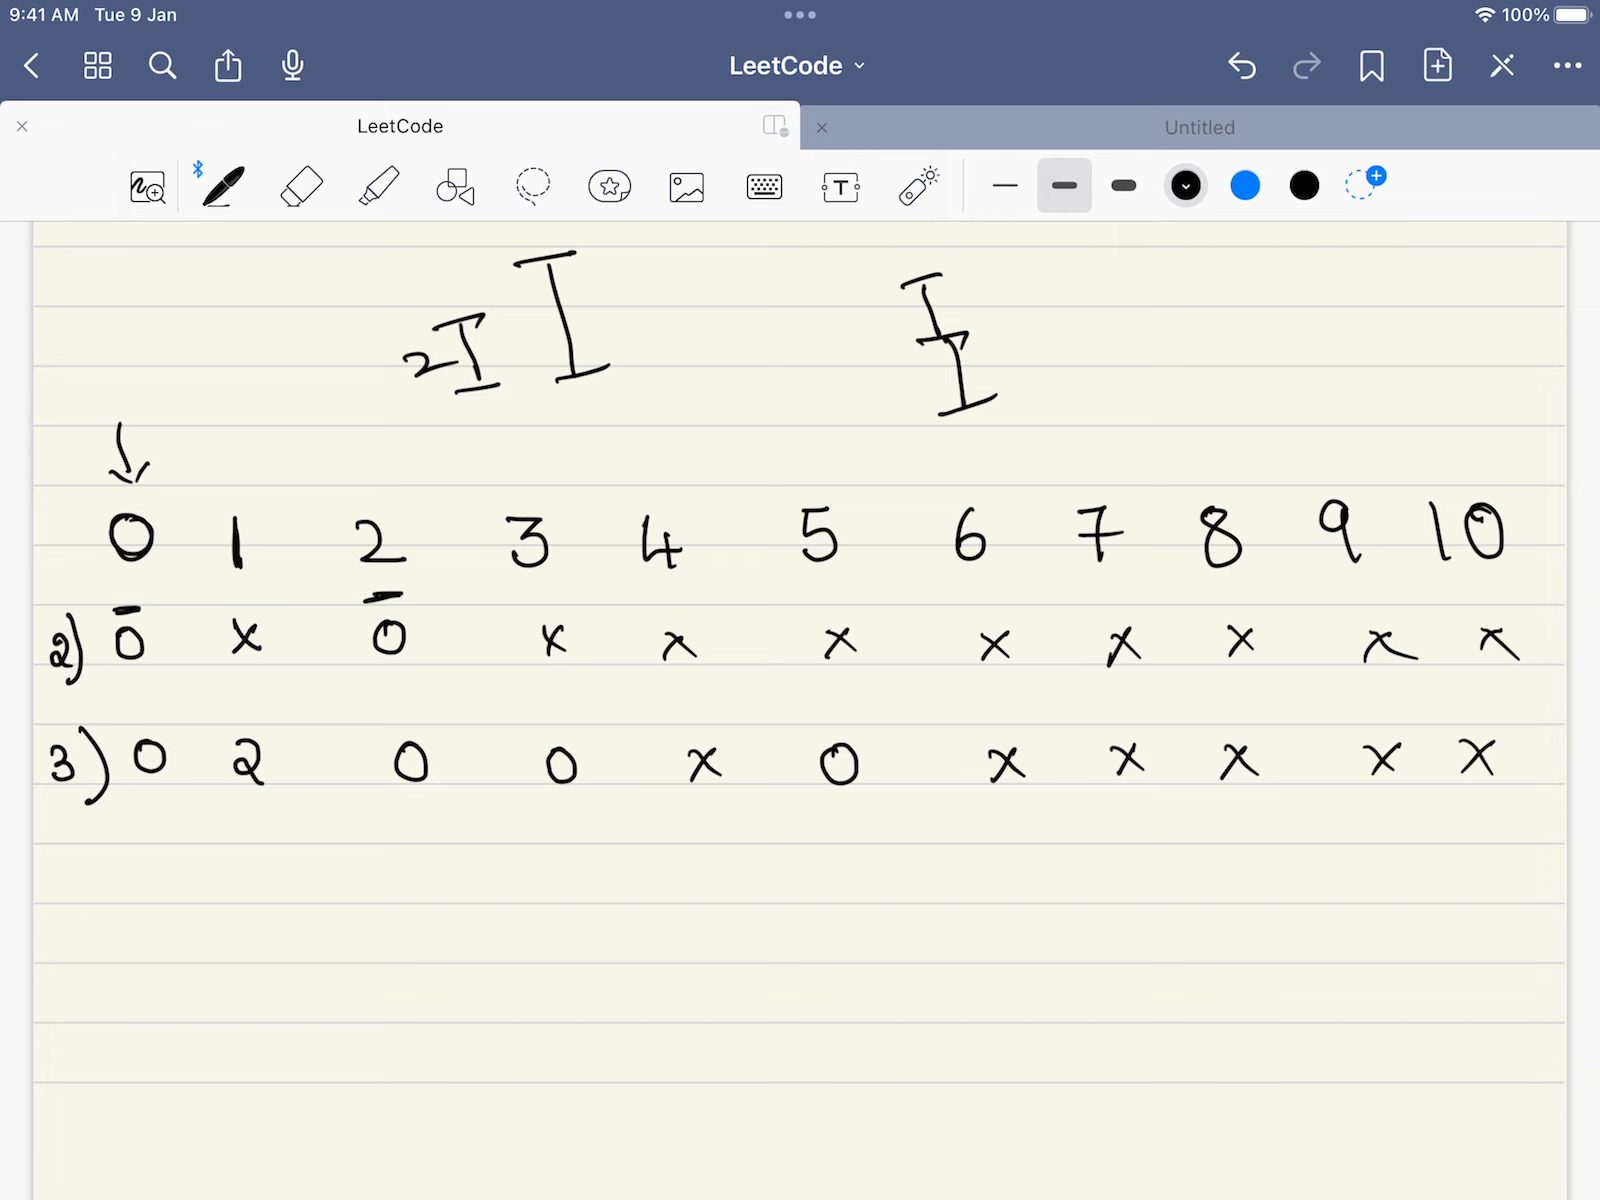 9:41 AM Tue 9 Jan 100%
LeetCode
LeetCode Untitled
T
2
0 1 2 3 4 5 6 7 8 9 10
2) 0 x 0 x x x x x x x x
3) 0 2 0 0 x 0 x x x x x